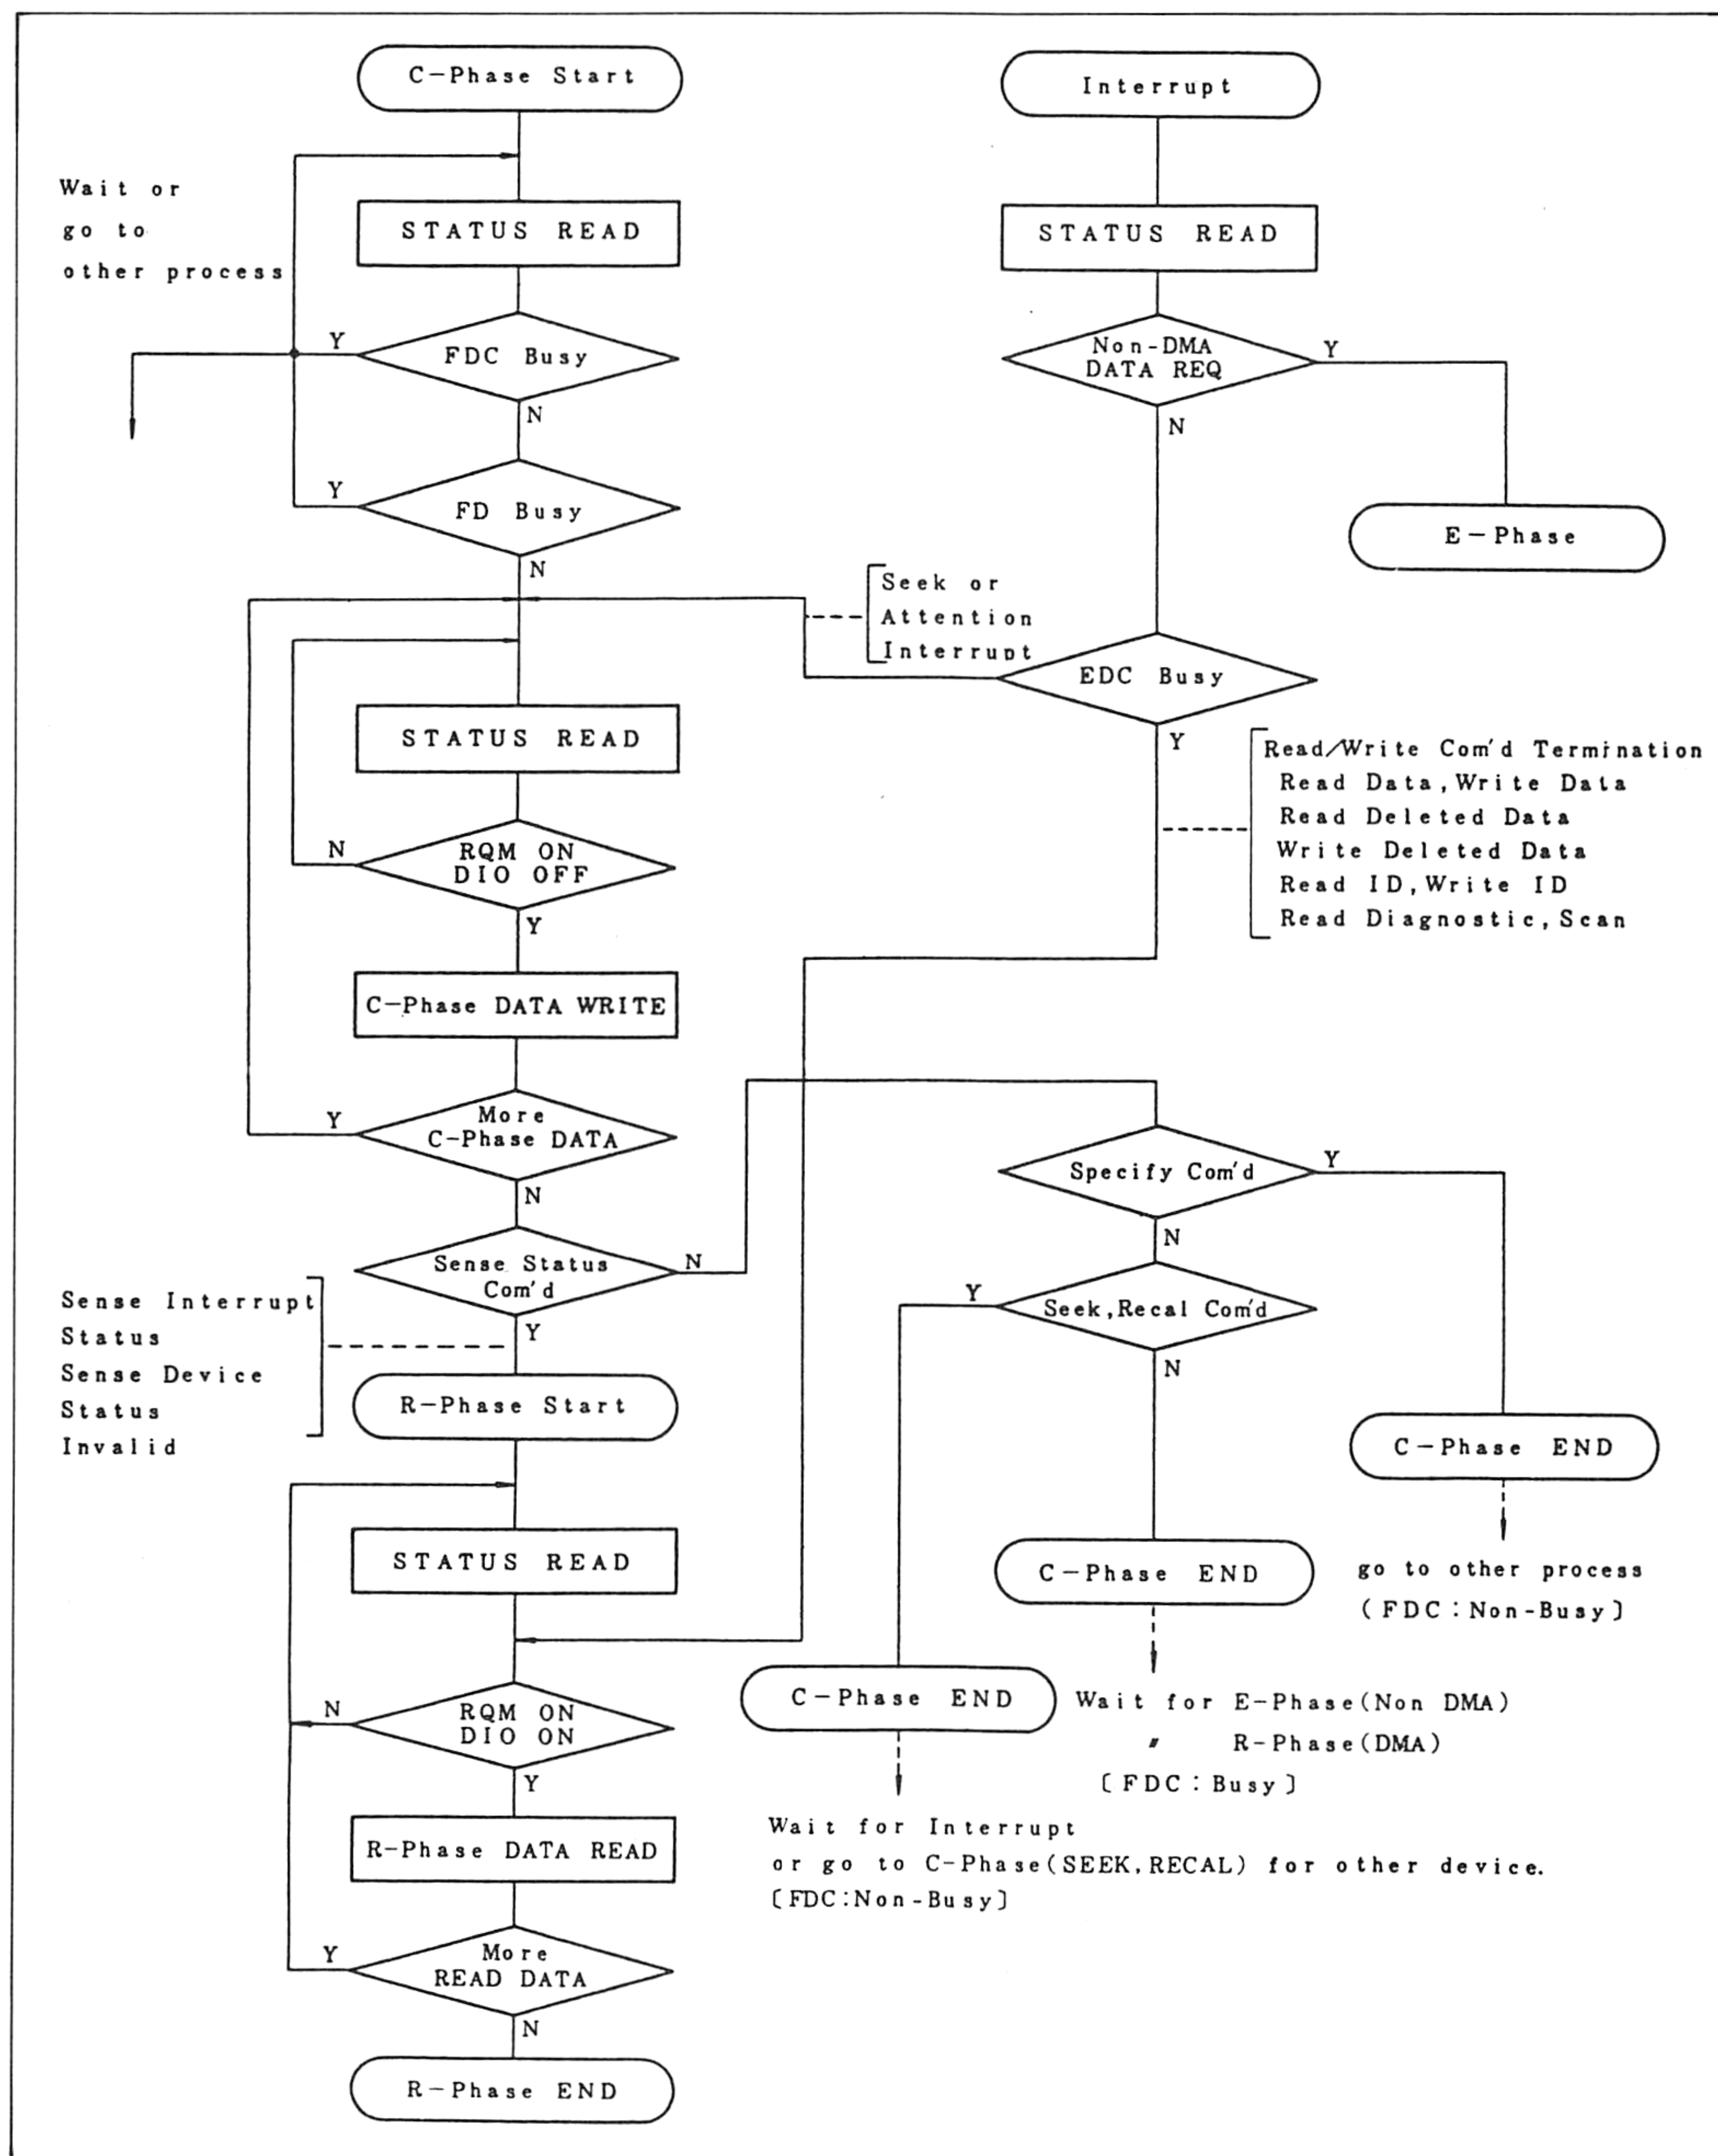 C-Phase Start
Wait or
go to
other process
STATUS READ
Y
FDC Busy
N
Y
FD Busy
N
STATUS READ
N
RQM ON
DIO OFF
Y
C-Phase DATA WRITE
Y
More
C-Phase DATA
N
Sense Status
Com'd
N
Y
Sense Interrupt
Status
Sense Device
Status
Invalid
R-Phase Start
STATUS READ
N
RQM ON
DIO ON
Y
R-Phase DATA READ
Y
More
READ DATA
N
R-Phase END
Interrupt
STATUS READ
Non-DMA
DATA REQ
Y
N
E-Phase
Seek or
Attention
Interrupt
EDC Busy
Y
Read/Write Com'd Termination
Read Data, Write Data
Read Deleted Data
Write Deleted Data
Read ID, Write ID
Read Diagnostic, Scan
Specify Com'd
Y
N
Y
Seek, Recal Com'd
N
C-Phase END
go to other process
(FDC:Non-Busy]
C-Phase END
Wait for E-Phase(Non DMA)
〃 R-Phase(DMA)
[FDC:Busy]
C-Phase END
Wait for Interrupt
or go to C-Phase(SEEK, RECAL) for other device.
[FDC:Non-Busy]